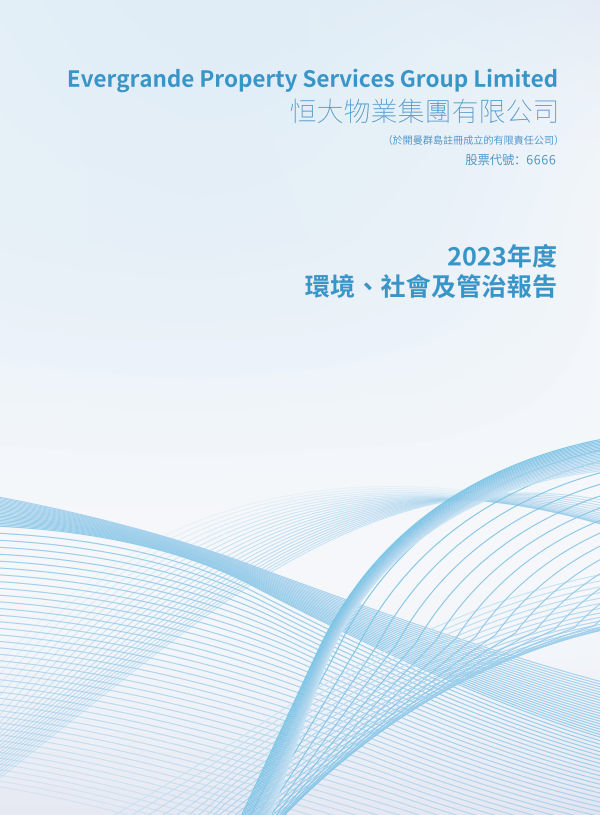 Evergrande Property Services Group Limited
恒大物業集團有限公司
（於開曼群島註冊成立的有限責任公司）
股票代號：6666
2023年度
環境、社會及管治報告